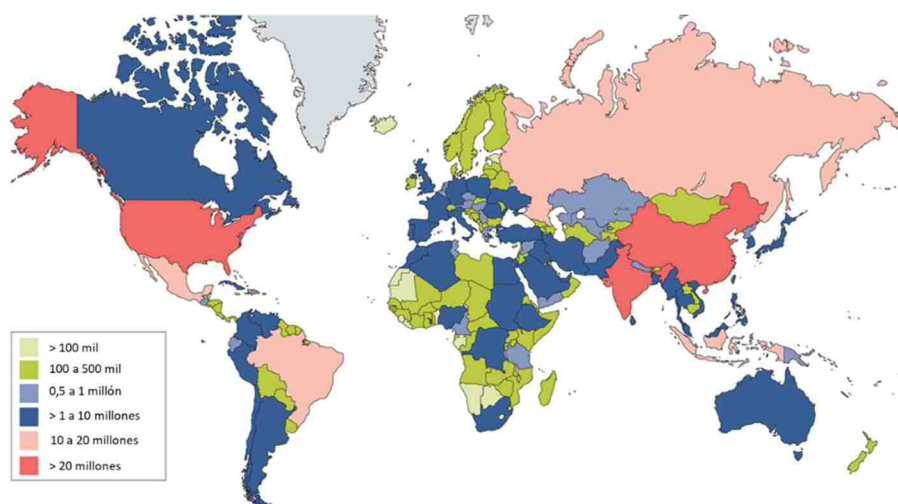 > 100 mil
100 a 500 mil
0,5 a 1 millón
> 1 a 10 millones
10 a 20 millones
> 20 millones